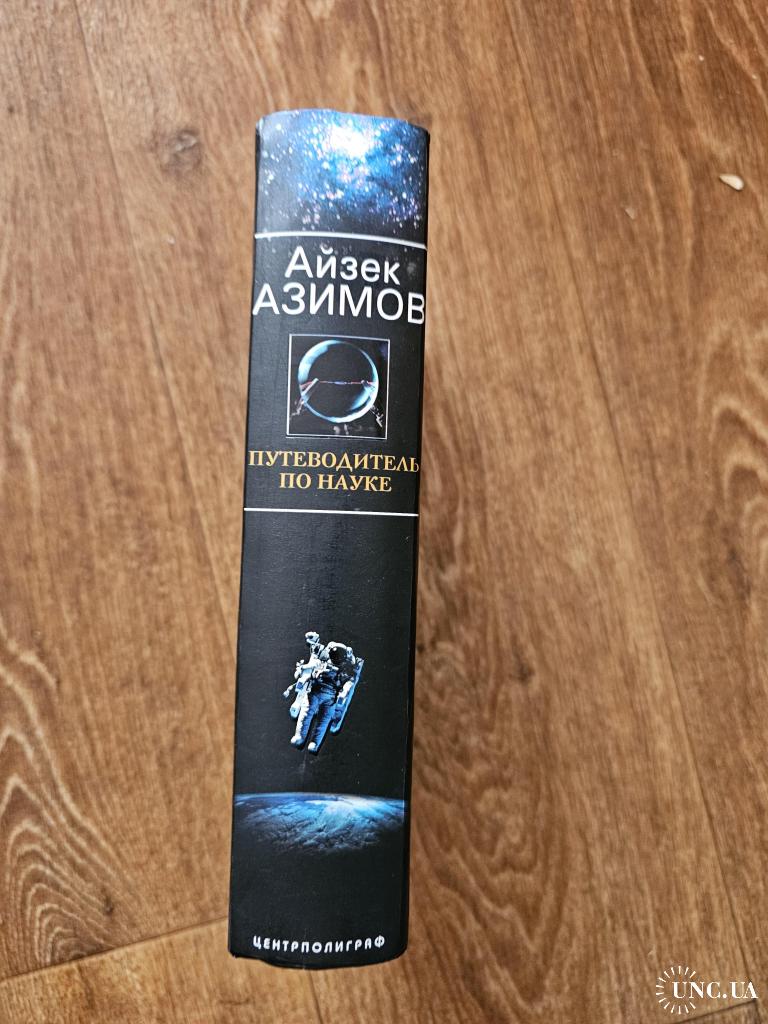 Айзек
АЗИМОВ
ПУТЕВОДИТЕЛЬ
ПО НАУКЕ
ЦЕНТРПОЛИГРАФ
UNC.UA